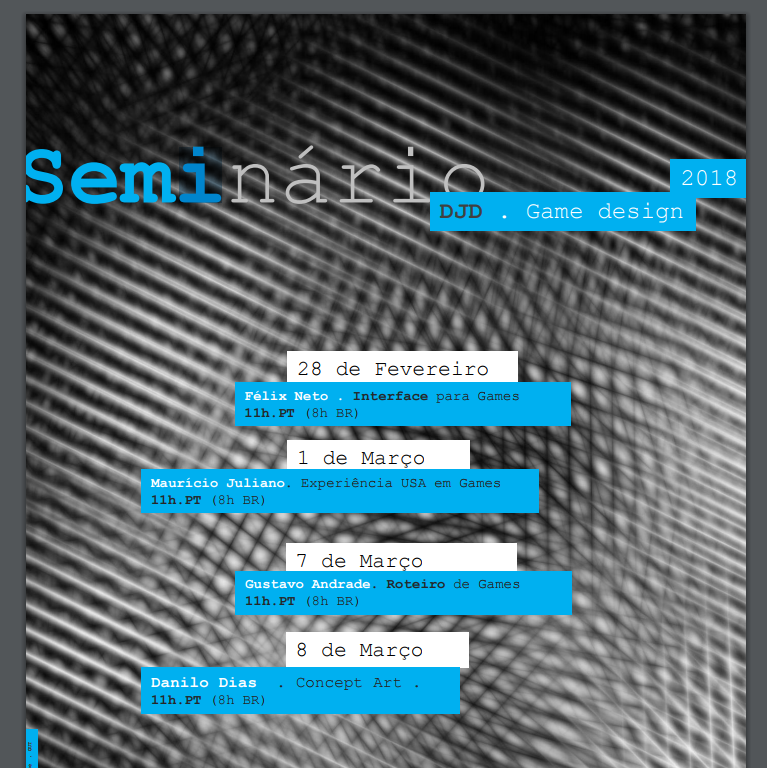 Seminário
2018
DJD . Game design
28 de Fevereiro
Félix Neto . Interface para Games
11h.PT (8h BR)
1 de Março
Maurício Juliano. Experiência USA em Games
11h.PT (8h BR)
7 de Março
Gustavo Andrade. Roteiro de Games
11h.PT (8h BR)
8 de Março
Danilo Dias . Concept Art .
11h.PT (8h BR)